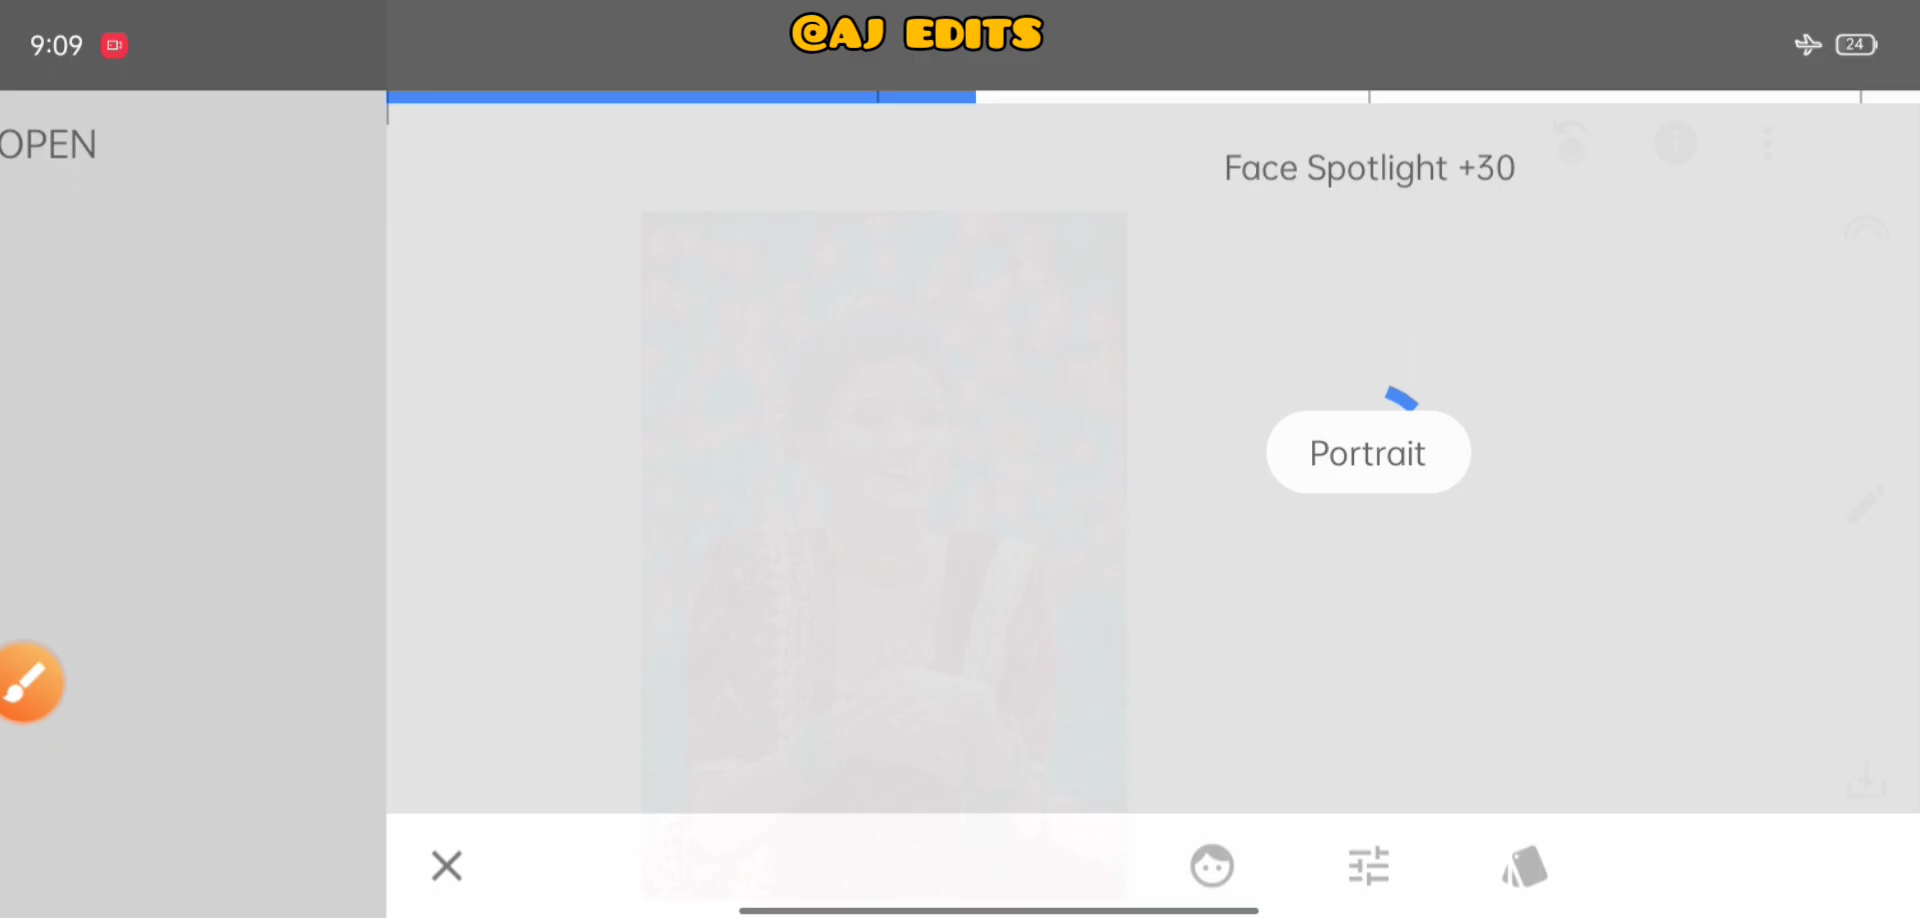 @AJ EDITS
9:09
24
OPEN
Face Spotlight +30
Portrait